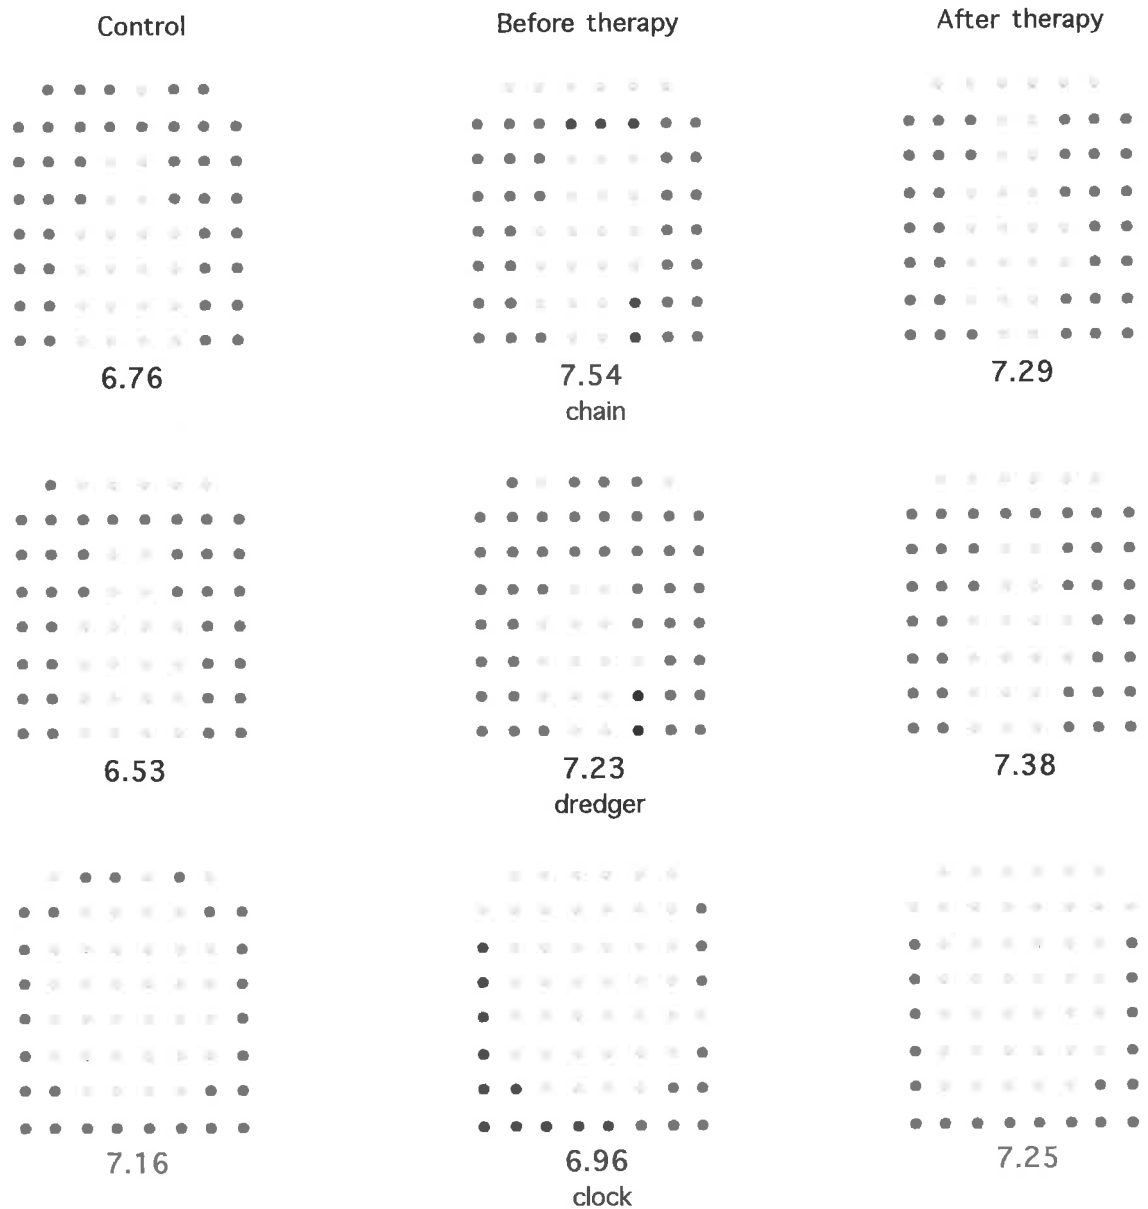 Control Before therapy After therapy
6.76 7.54 7.29
chain
6.53 7.23 7.38
dredger
7.16 6.96 7.25
clock